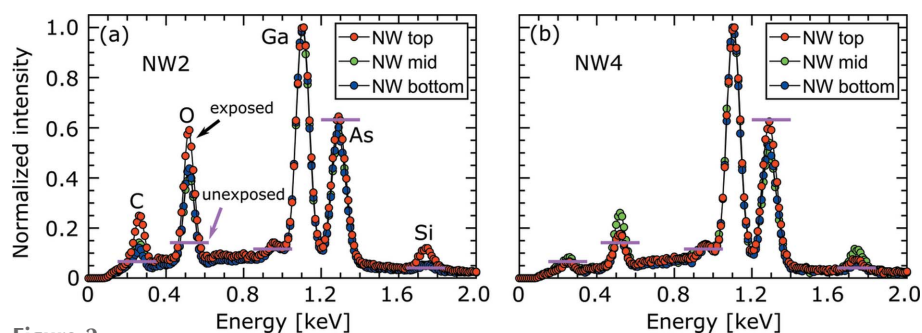 (a)
NW2
Ga
NW top
NW mid
NW bottom
O
exposed
unexposed
C
As
Si
Normalized intensity
1.0
0.8
0.6
0.4
0.2
0
0 0.4 0.8 1.2 1.6 2.0
Energy [keV]
(b)
NW4
NW top
NW mid
NW bottom
0.4 0.8 1.2 1.6 2.0
Energy [keV]